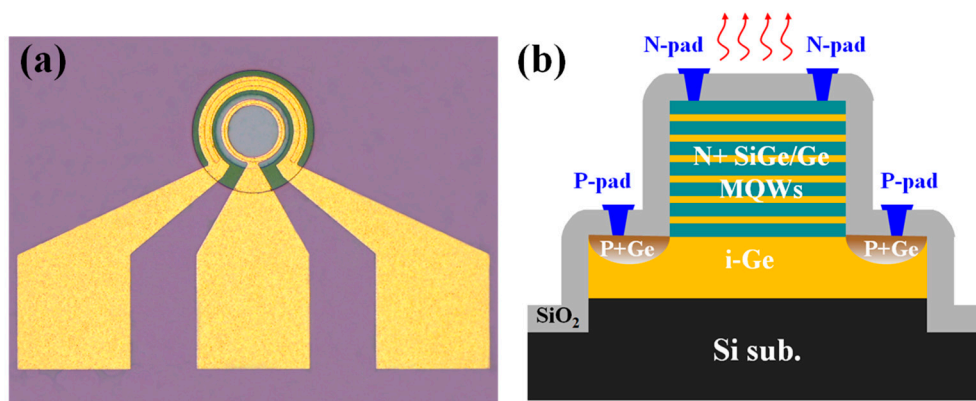 (a)
(b)
N-pad
N-pad
N+ SiGe/Ge
MQWs
P-pad
P-pad
P+Ge
P+Ge
i-Ge
SiO₂
Si sub.